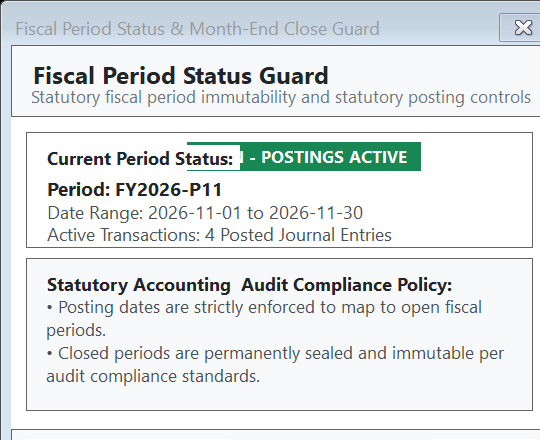 Fiscal Period Status & Month-End Close Guard
Fiscal Period Status Guard
Statutory fiscal period immutability and statutory posting controls
Current Period Status: - POSTINGS ACTIVE
Period: FY2026-P11
Date Range: 2026-11-01 to 2026-11-30
Active Transactions: 4 Posted Journal Entries
Statutory Accounting  Audit Compliance Policy:
• Posting dates are strictly enforced to map to open fiscal
periods.
• Closed periods are permanently sealed and immutable per
audit compliance standards.